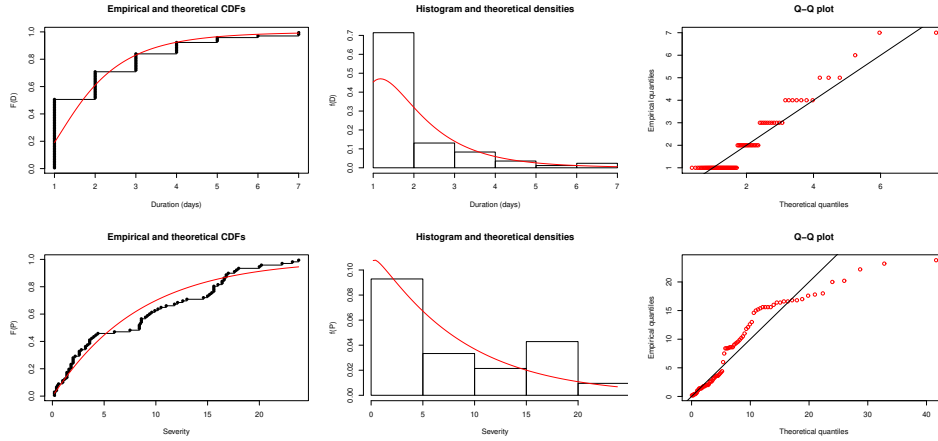 Empirical and theoretical CDFs
F(D)
0.0 0.2 0.4 0.6 0.8 1.0
1 2 3 4 5 6 7
Duration (days)
Histogram and theoretical densities
f(D)
0.0 0.1 0.2 0.3 0.4 0.5 0.6 0.7
1 2 3 4 5 6 7
Duration (days)
Q−Q plot
Empirical quantiles
1 2 3 4 5 6 7
2 4 6
Theoretical quantiles
Empirical and theoretical CDFs
F(P)
0.0 0.2 0.4 0.6 0.8 1.0
0 5 10 15 20
Severity
Histogram and theoretical densities
f(P)
0.00 0.02 0.04 0.06 0.08 0.10
0 5 10 15 20
Severity
Q−Q plot
Empirical quantiles
0 5 10 15 20
0 10 20 30 40
Theoretical quantiles